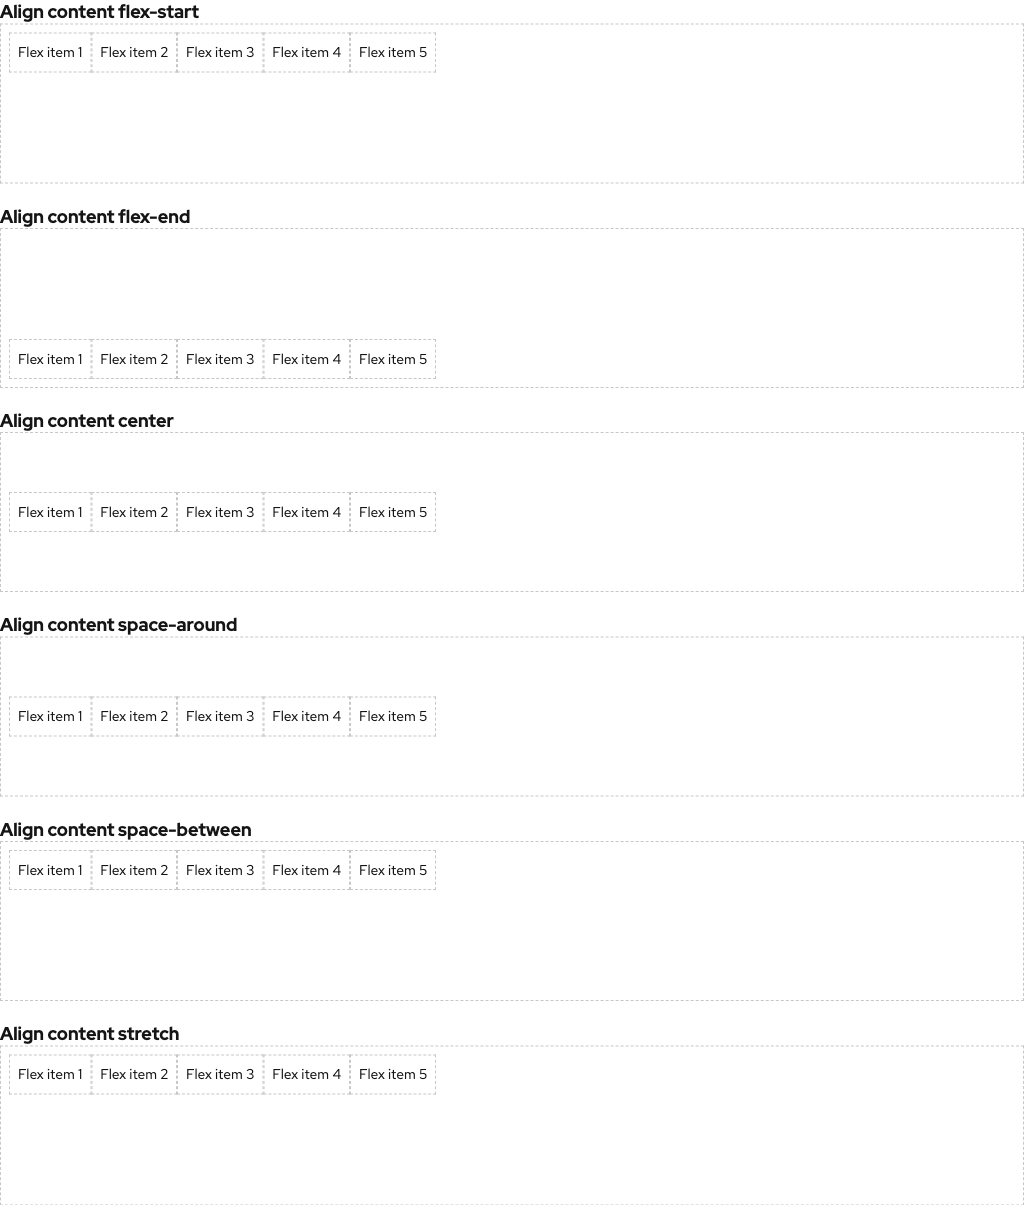 Align content flex-start
Flex item 1 Flex item 2 Flex item 3 Flex item 4 Flex item 5
Align content flex-end
Flex item 1 Flex item 2 Flex item 3 Flex item 4 Flex item 5
Align content center
Flex item 1 Flex item 2 Flex item 3 Flex item 4 Flex item 5
Align content space-around
Flex item 1 Flex item 2 Flex item 3 Flex item 4 Flex item 5
Align content space-between
Flex item 1 Flex item 2 Flex item 3 Flex item 4 Flex item 5
Align content stretch
Flex item 1 Flex item 2 Flex item 3 Flex item 4 Flex item 5